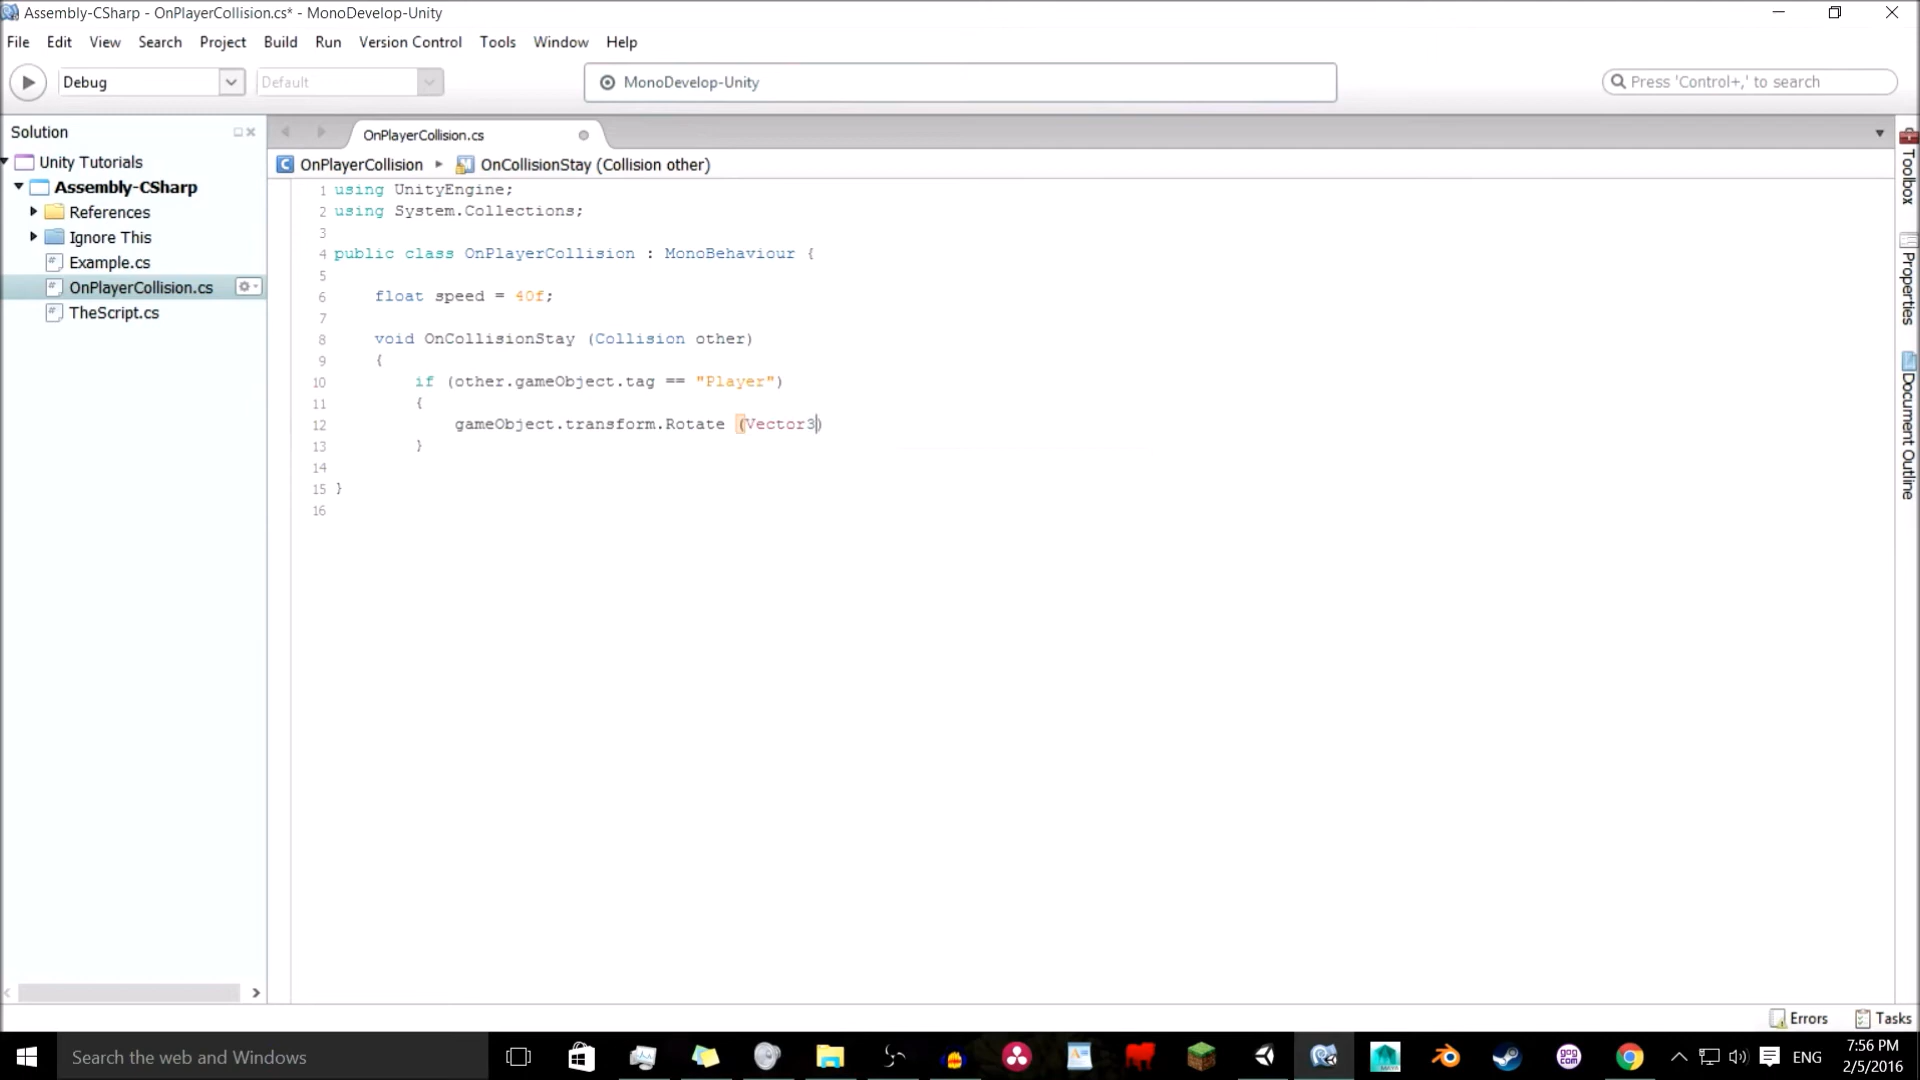 Assembly-CSharp - OnPlayerCollision.cs* - MonoDevelop-Unity
File Edit View Search Project Build Run Version Control Tools Window Help
Debug Default MonoDevelop-Unity Press 'Control+,' to search
Solution
Unity Tutorials
Assembly-CSharp
References
Ignore This
Example.cs
OnPlayerCollision.cs
TheScript.cs
OnPlayerCollision.cs
OnPlayerCollision ▸ OnCollisionStay (Collision other)
1 using UnityEngine;
2 using System.Collections;
3
4 public class OnPlayerCollision : MonoBehaviour {
5
6 float speed = 40f;
7
8 void OnCollisionStay (Collision other)
9 {
10 if (other.gameObject.tag == "Player")
11 {
12 gameObject.transform.Rotate (Vector3)
13 }
14
15 }
16
Toolbox
Properties
Document Outline
Errors Tasks
Search the web and Windows
MAYA
gog.com
ENG
7:56 PM
2/5/2016